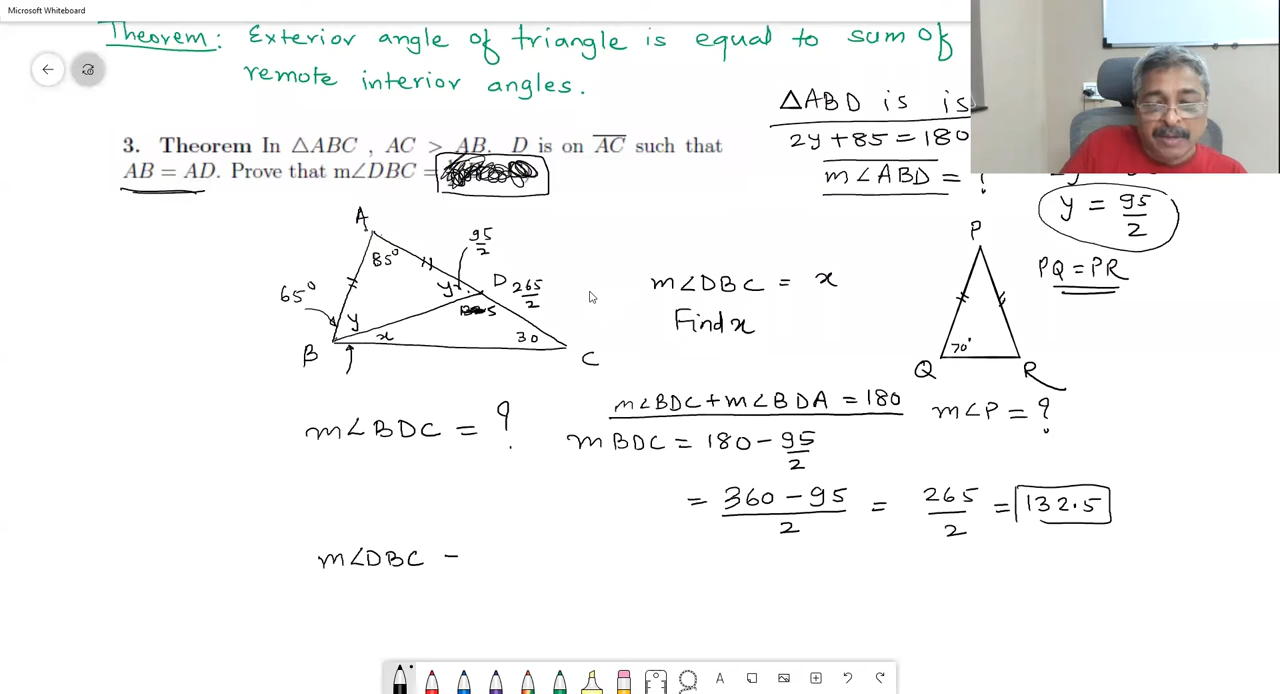 Microsoft Whiteboard
Theorem: Exterior angle of triangle is equal to sum of
remote interior angles.
△ABD is is
2y+85=180
m∠ABD = ?
y = 95/2
3. Theorem In △ABC , AC > AB. D is on AC such that
AB = AD. Prove that m∠DBC =
A
85°
95/2
65°
y
D
265/2
y
x
30
B
C
m∠DBC = x
Find x
P
PQ=PR
70°
Q
R
m∠P = ?
m∠BDC = ?
m∠BDC+m∠BDA = 180
mBDC = 180 - 95/2
= 360-95/2 = 265/2 = 132.5
m∠DBC -
A